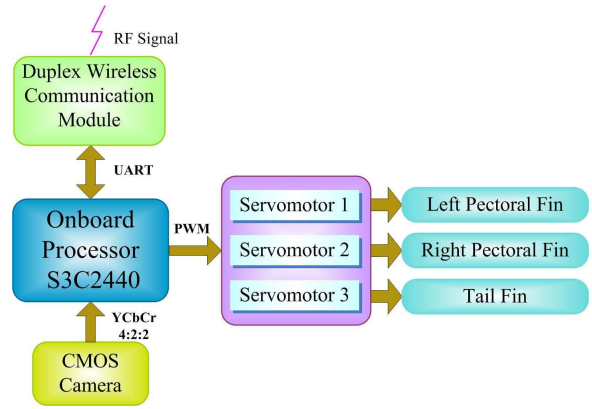 RF Signal
Duplex Wireless
Communication
Module
UART
Onboard
Processor
S3C2440
PWM
Servomotor 1
Servomotor 2
Servomotor 3
Left Pectoral Fin
Right Pectoral Fin
Tail Fin
YCbCr
4:2:2
CMOS
Camera